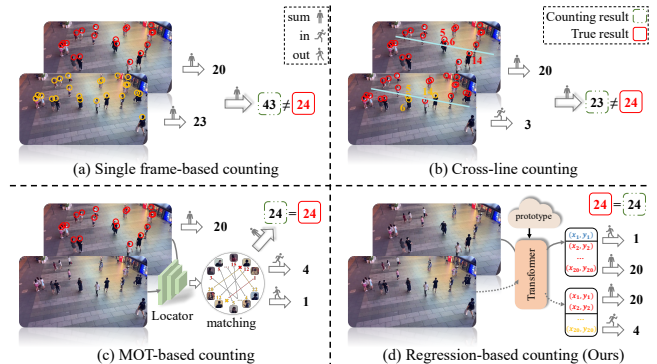 sum
in
out
20
23
43 ≠ 24
(a) Single frame-based counting
Counting result
True result
5
6
14
20
6
3
23 ≠ 24
(b) Cross-line counting
20
24 = 24
4
1
Locator
matching
(c) MOT-based counting
24 = 24
prototype
Transformer
(x₁, y₁)
(x₂, y₂)
...
(x₂₀, y₂₀)
1
20
(x₁, y₁)
(x₂, y₂)
...
20
4
(d) Regression-based counting (Ours)